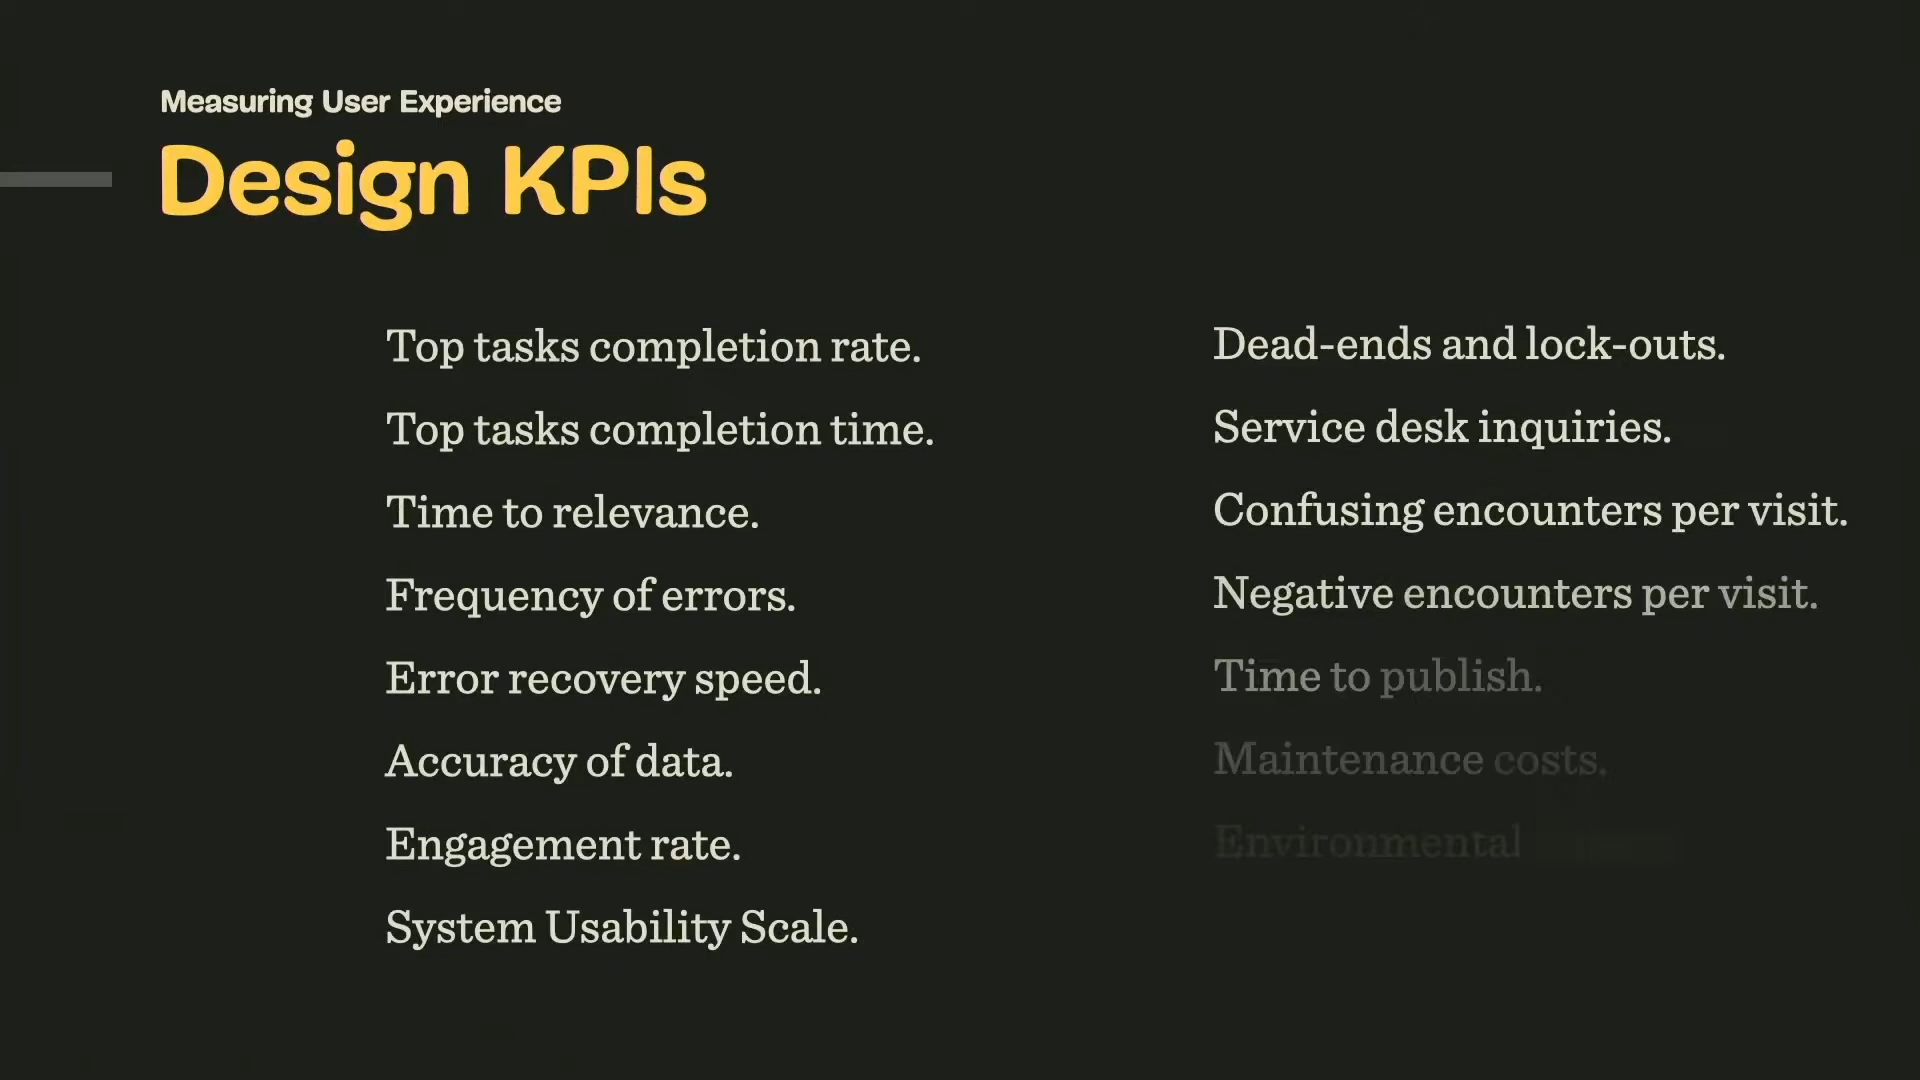 Measuring User Experience
Design KPIs
Top tasks completion rate.
Top tasks completion time.
Time to relevance.
Frequency of errors.
Error recovery speed.
Accuracy of data.
Engagement rate.
System Usability Scale.
Dead-ends and lock-outs.
Service desk inquiries.
Confusing encounters per visit.
Negative encounters per visit.
Time to publish.
Maintenance costs.
Environmental